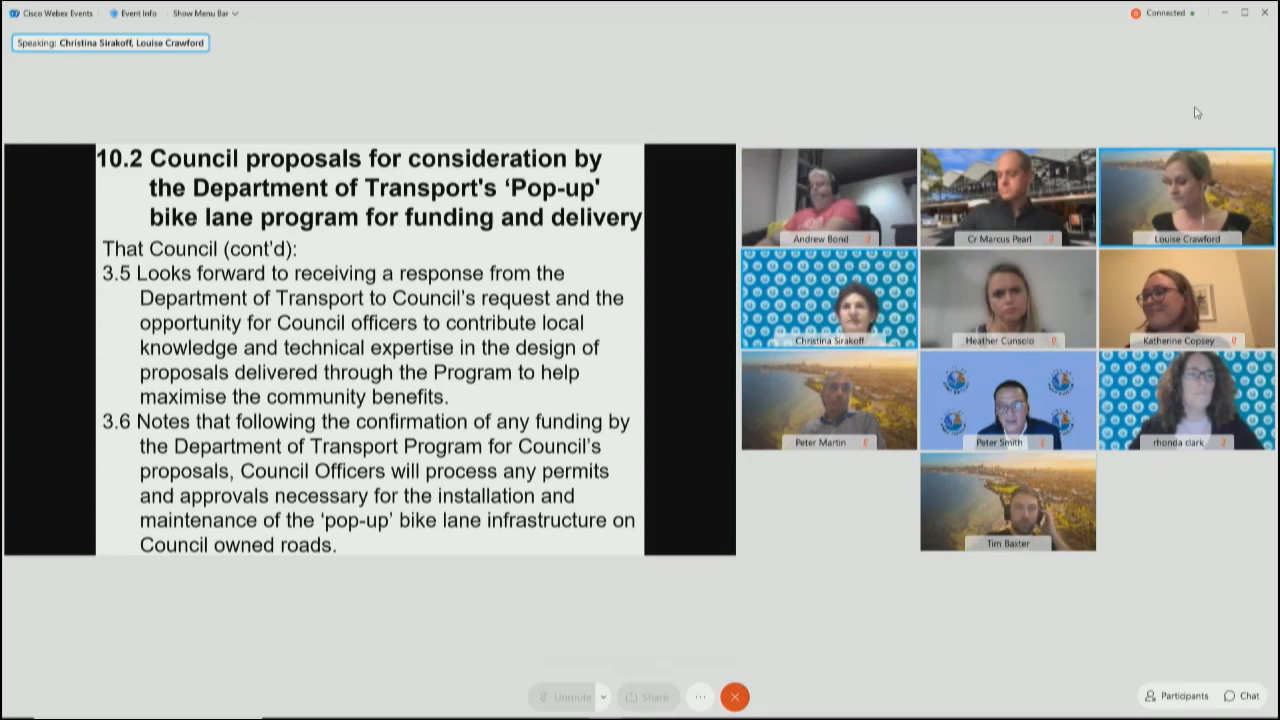 Cisco Webex Events
Event Info
Show Menu Bar
Connected
Speaking: Christina Sirakoff, Louise Crawford
10.2 Council proposals for consideration by
the Department of Transport's ‘Pop-up'
bike lane program for funding and delivery
That Council (cont’d):
3.5 Looks forward to receiving a response from the
Department of Transport to Council’s request and the
opportunity for Council officers to contribute local
knowledge and technical expertise in the design of
proposals delivered through the Program to help
maximise the community benefits.
3.6 Notes that following the confirmation of any funding by
the Department of Transport Program for Council’s
proposals, Council Officers will process any permits
and approvals necessary for the installation and
maintenance of the ‘pop-up’ bike lane infrastructure on
Council owned roads.
Andrew Bond
Cr Marcus Pearl
Louise Crawford
Christina Sirakoff
Heather Cunsolo
Katherine Copsey
Peter Martin
Peter Smith
rhonda clark
Tim Baxter
Unmute
Share
Participants
Chat